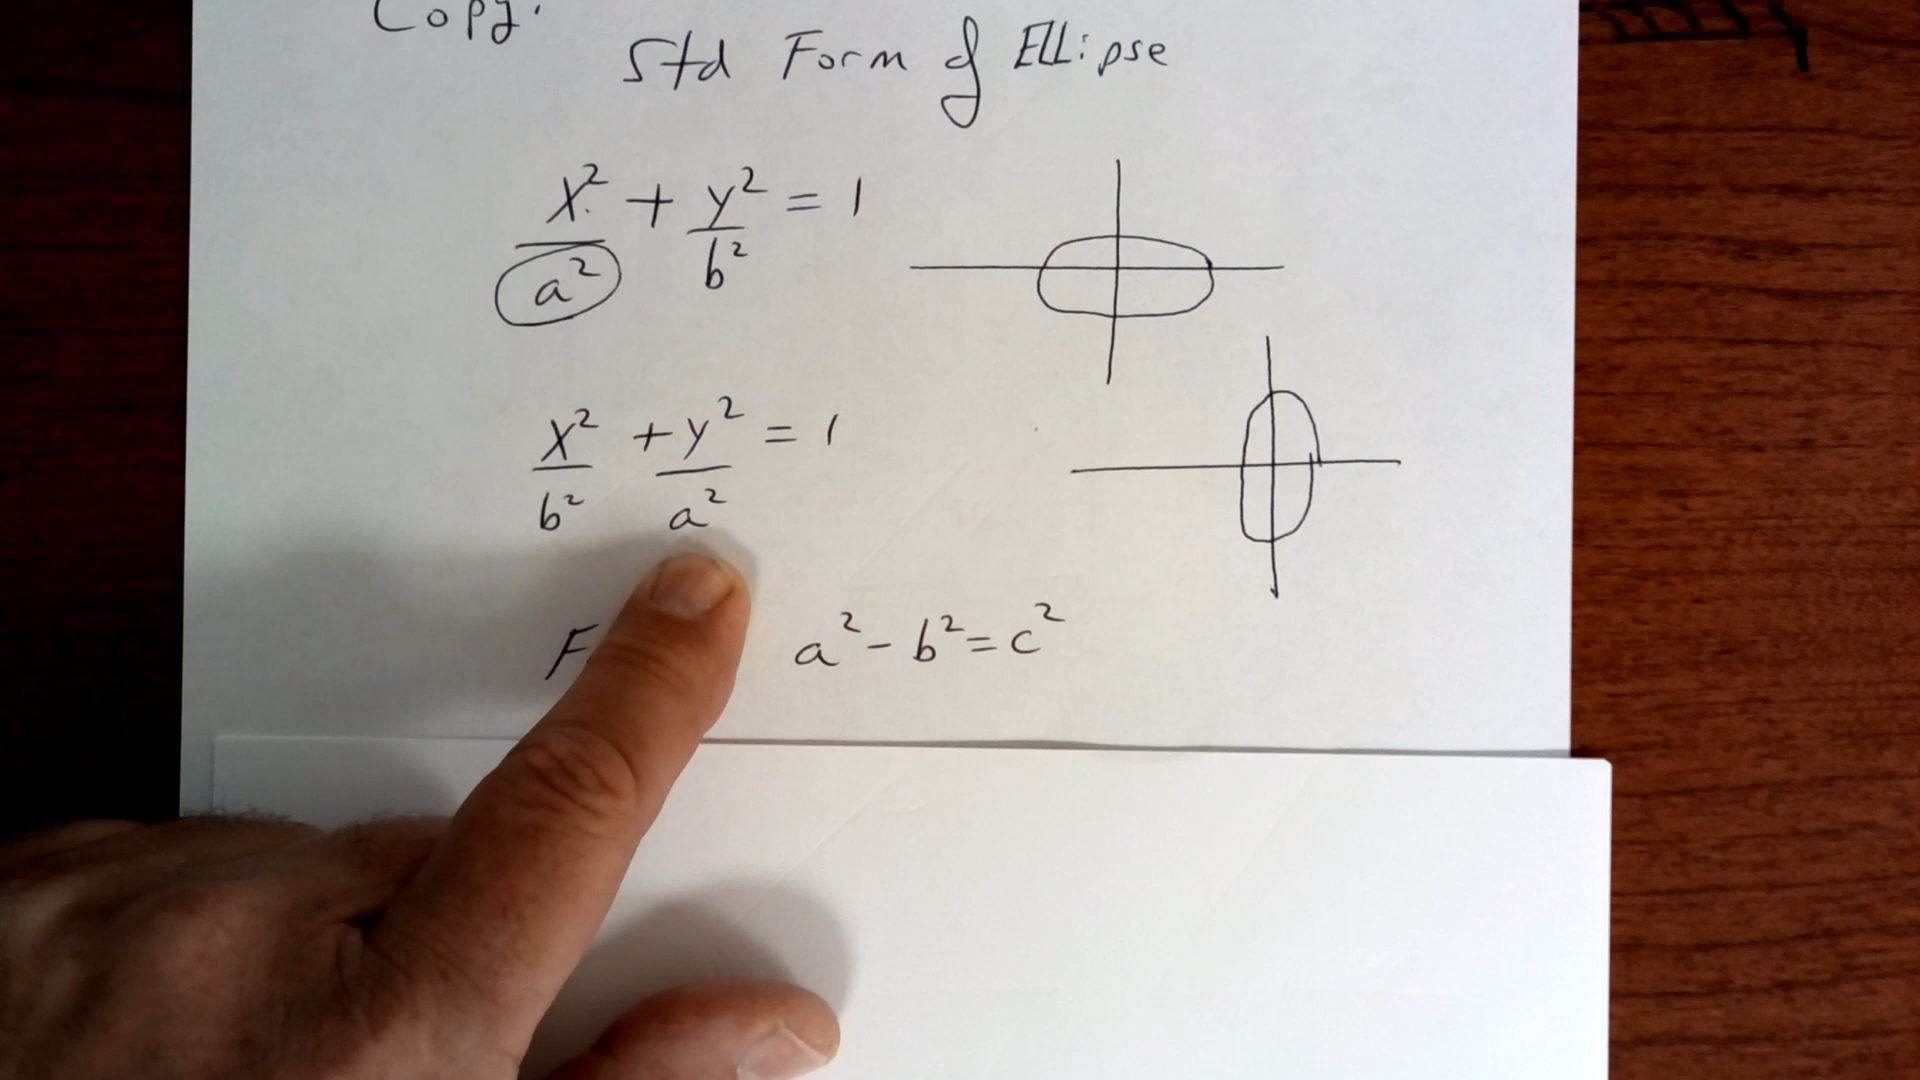 Copy.
Std Form of Ellipse
x²/a² + y²/b² = 1
x²/b² + y²/a² = 1
a² - b² = c²